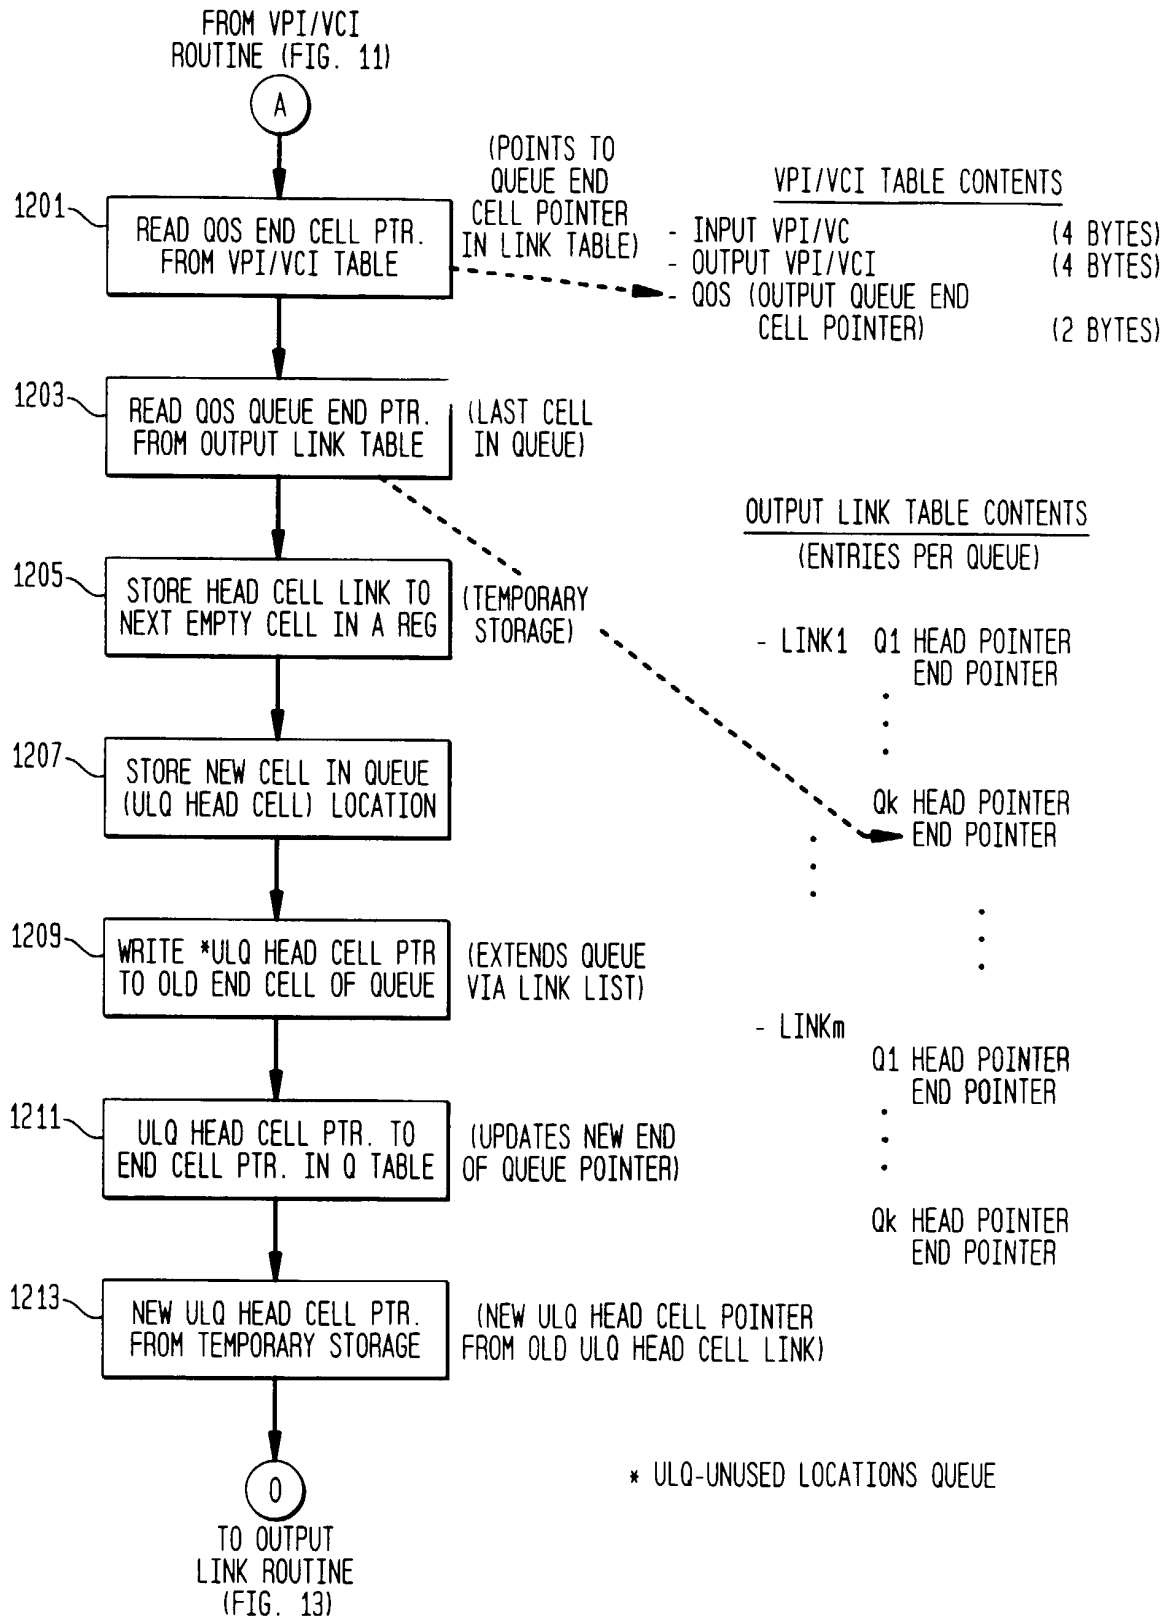 FROM VPI/VCI
ROUTINE (FIG. 11)
A
1201
READ QOS END CELL PTR.
FROM VPI/VCI TABLE
(POINTS TO
QUEUE END
CELL POINTER
IN LINK TABLE)
VPI/VCI TABLE CONTENTS
- INPUT VPI/VC (4 BYTES)
- OUTPUT VPI/VCI (4 BYTES)
- QOS (OUTPUT QUEUE END
CELL POINTER) (2 BYTES)
1203
READ QOS QUEUE END PTR.
FROM OUTPUT LINK TABLE
(LAST CELL
IN QUEUE)
OUTPUT LINK TABLE CONTENTS
(ENTRIES PER QUEUE)
1205
STORE HEAD CELL LINK TO
NEXT EMPTY CELL IN A REG
(TEMPORARY
STORAGE)
- LINK1 Q1 HEAD POINTER
END POINTER
1207
STORE NEW CELL IN QUEUE
(ULQ HEAD CELL) LOCATION
Qk HEAD POINTER
END POINTER
1209
WRITE *ULQ HEAD CELL PTR
TO OLD END CELL OF QUEUE
(EXTENDS QUEUE
VIA LINK LIST)
- LINKm
Q1 HEAD POINTER
END POINTER
1211
ULQ HEAD CELL PTR. TO
END CELL PTR. IN Q TABLE
(UPDATES NEW END
OF QUEUE POINTER)
Qk HEAD POINTER
END POINTER
1213
NEW ULQ HEAD CELL PTR.
FROM TEMPORARY STORAGE
(NEW ULQ HEAD CELL POINTER
FROM OLD ULQ HEAD CELL LINK)
O
* ULQ-UNUSED LOCATIONS QUEUE
TO OUTPUT
LINK ROUTINE
(FIG. 13)